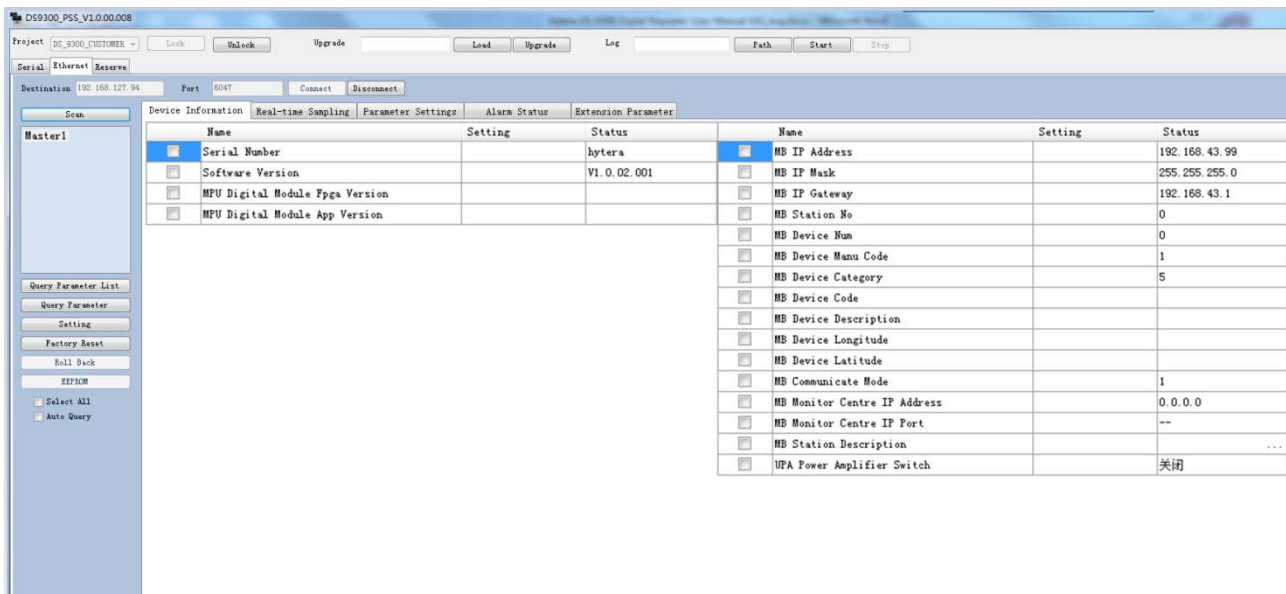 DS9300_PSS_V1.0.00.008
Project DS_9300_CUSTOMER Lock Unlock Upgrade Load Upgrade Log Path Start Stop
Serial Ethernet Reserve
Destination 192.168.127.94 Port 6047 Connect Disconnect
Scan
Master1
Query Parameter List
Query Parameter
Setting
Factory Reset
Roll Back
EEPROM
Select All
Auto Query
Device Information Real-time Sampling Parameter Settings Alarm Status Extension Parameter
Name Setting Status
Serial Number hytera
Software Version V1.0.02.001
MPU Digital Module Fpga Version
MPU Digital Module App Version
Name Setting Status
MB IP Address 192.168.43.99
MB IP Mask 255.255.255.0
MB IP Gateway 192.168.43.1
MB Station No 0
MB Device Num 0
MB Device Manu Code 1
MB Device Category 5
MB Device Code
MB Device Description
MB Device Longitude
MB Device Latitude
MB Communicate Mode 1
MB Monitor Centre IP Address 0.0.0.0
MB Monitor Centre IP Port --
MB Station Description ...
UPA Power Amplifier Switch 关闭